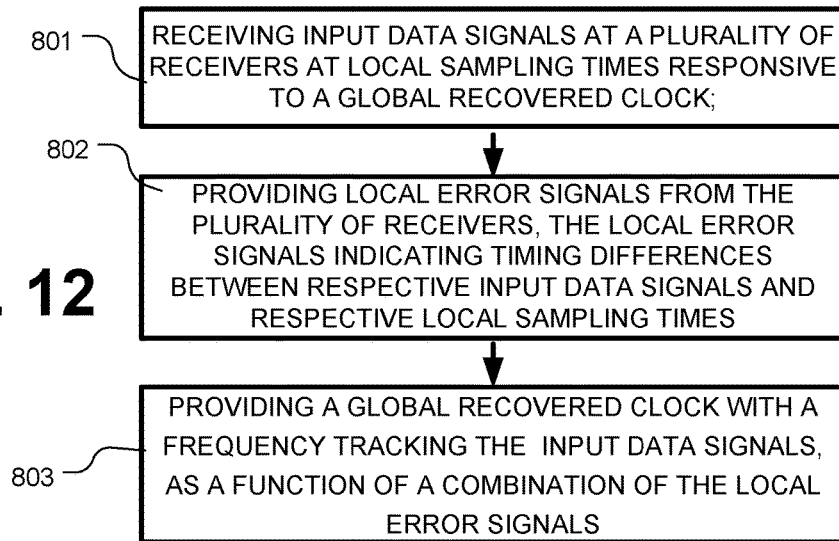 801
RECEIVING INPUT DATA SIGNALS AT A PLURALITY OF
RECEIVERS AT LOCAL SAMPLING TIMES RESPONSIVE
TO A GLOBAL RECOVERED CLOCK;
802
PROVIDING LOCAL ERROR SIGNALS FROM THE
PLURALITY OF RECEIVERS, THE LOCAL ERROR
SIGNALS INDICATING TIMING DIFFERENCES
BETWEEN RESPECTIVE INPUT DATA SIGNALS AND
RESPECTIVE LOCAL SAMPLING TIMES
. 12
803
PROVIDING A GLOBAL RECOVERED CLOCK WITH A
FREQUENCY TRACKING THE INPUT DATA SIGNALS,
AS A FUNCTION OF A COMBINATION OF THE LOCAL
ERROR SIGNALS